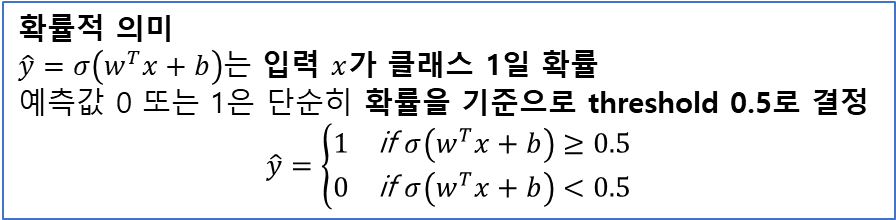 확률적 의미
ŷ = σ(wᵀx + b)는 입력 x가 클래스 1일 확률
예측값 0 또는 1은 단순히 확률을 기준으로 threshold 0.5로 결정
ŷ = {1 if σ(wᵀx + b) ≥ 0.5
0 if σ(wᵀx + b) < 0.5